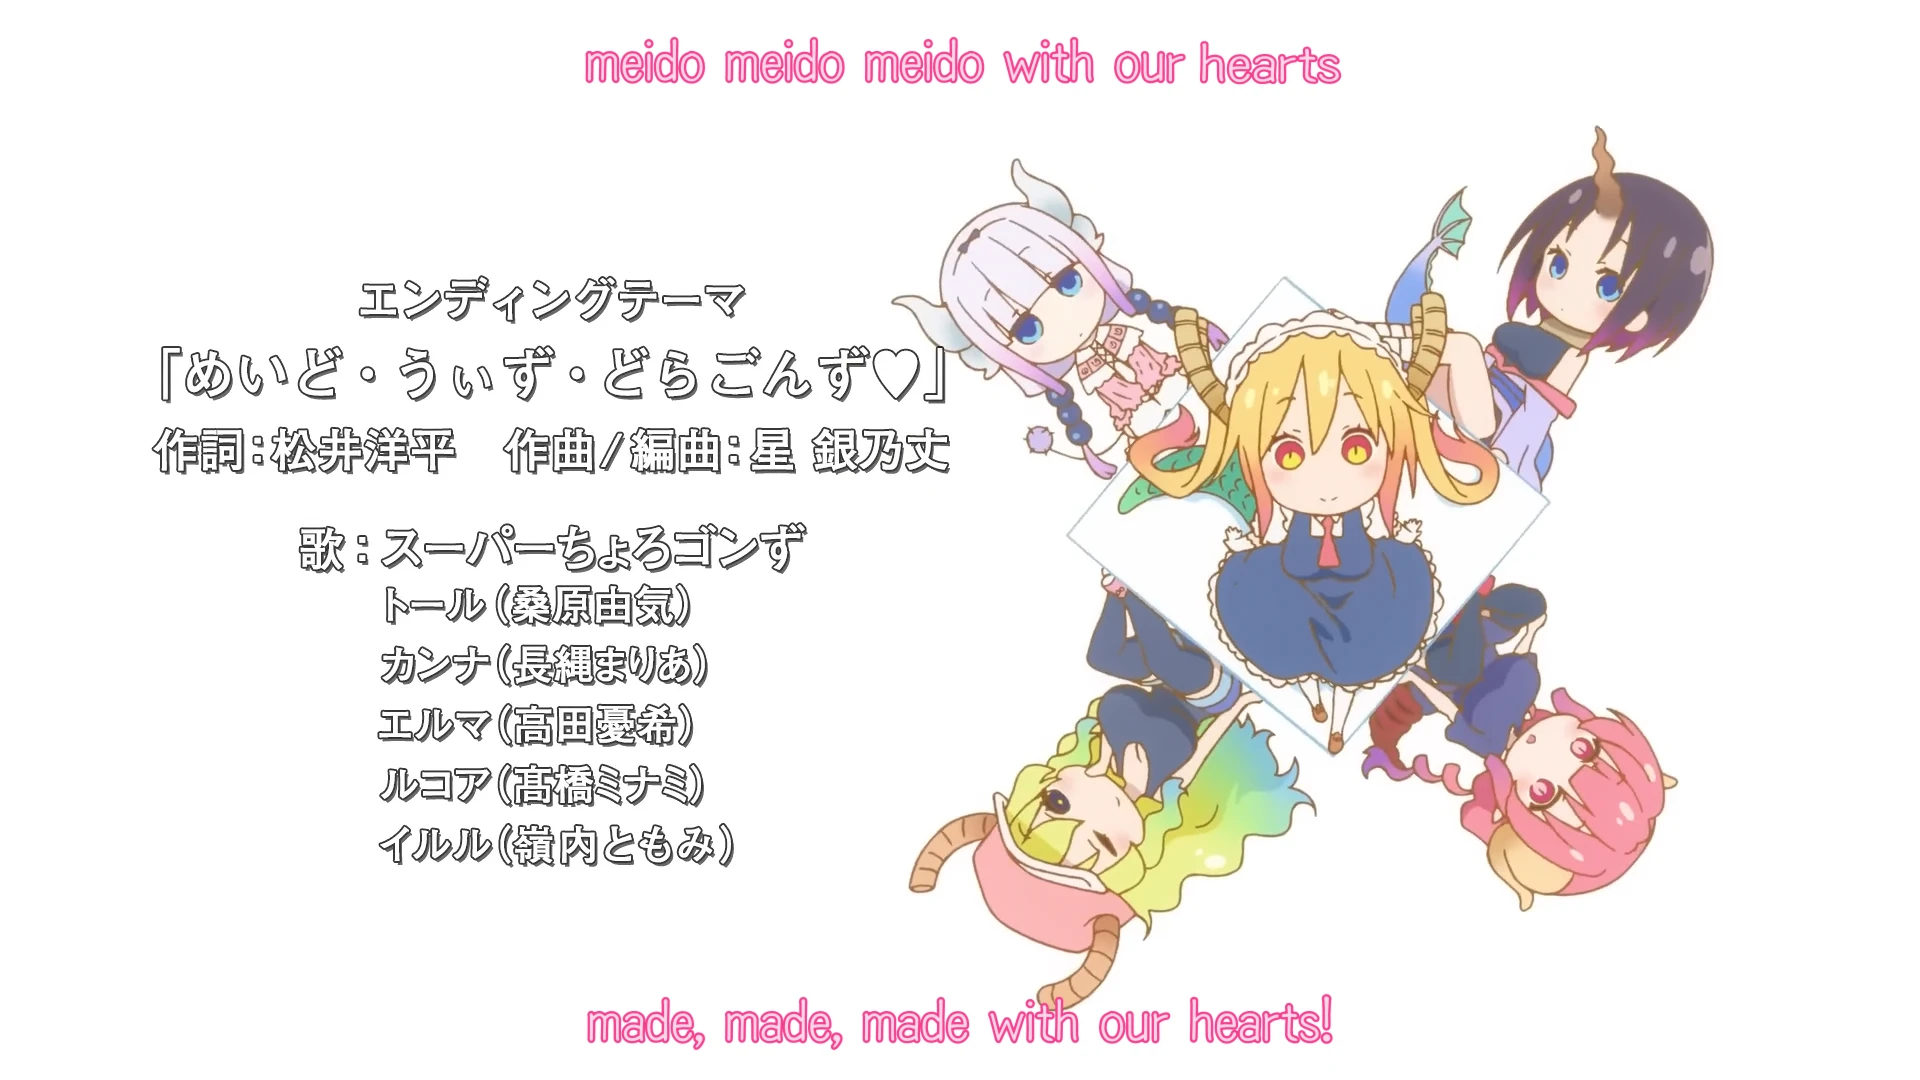 meido meido meido with our hearts
エンディングテーマ
「めいど・うぃず・どらごんず♥」
作詞:松井洋平　作曲/編曲:星 銀乃丈
歌:スーパーちょろゴンず
トール(桑原由気)
カンナ(長縄まりあ)
エルマ(高田憂希)
ルコア(髙橋ミナミ)
イルル(嶺内ともみ)
made, made, made with our hearts!